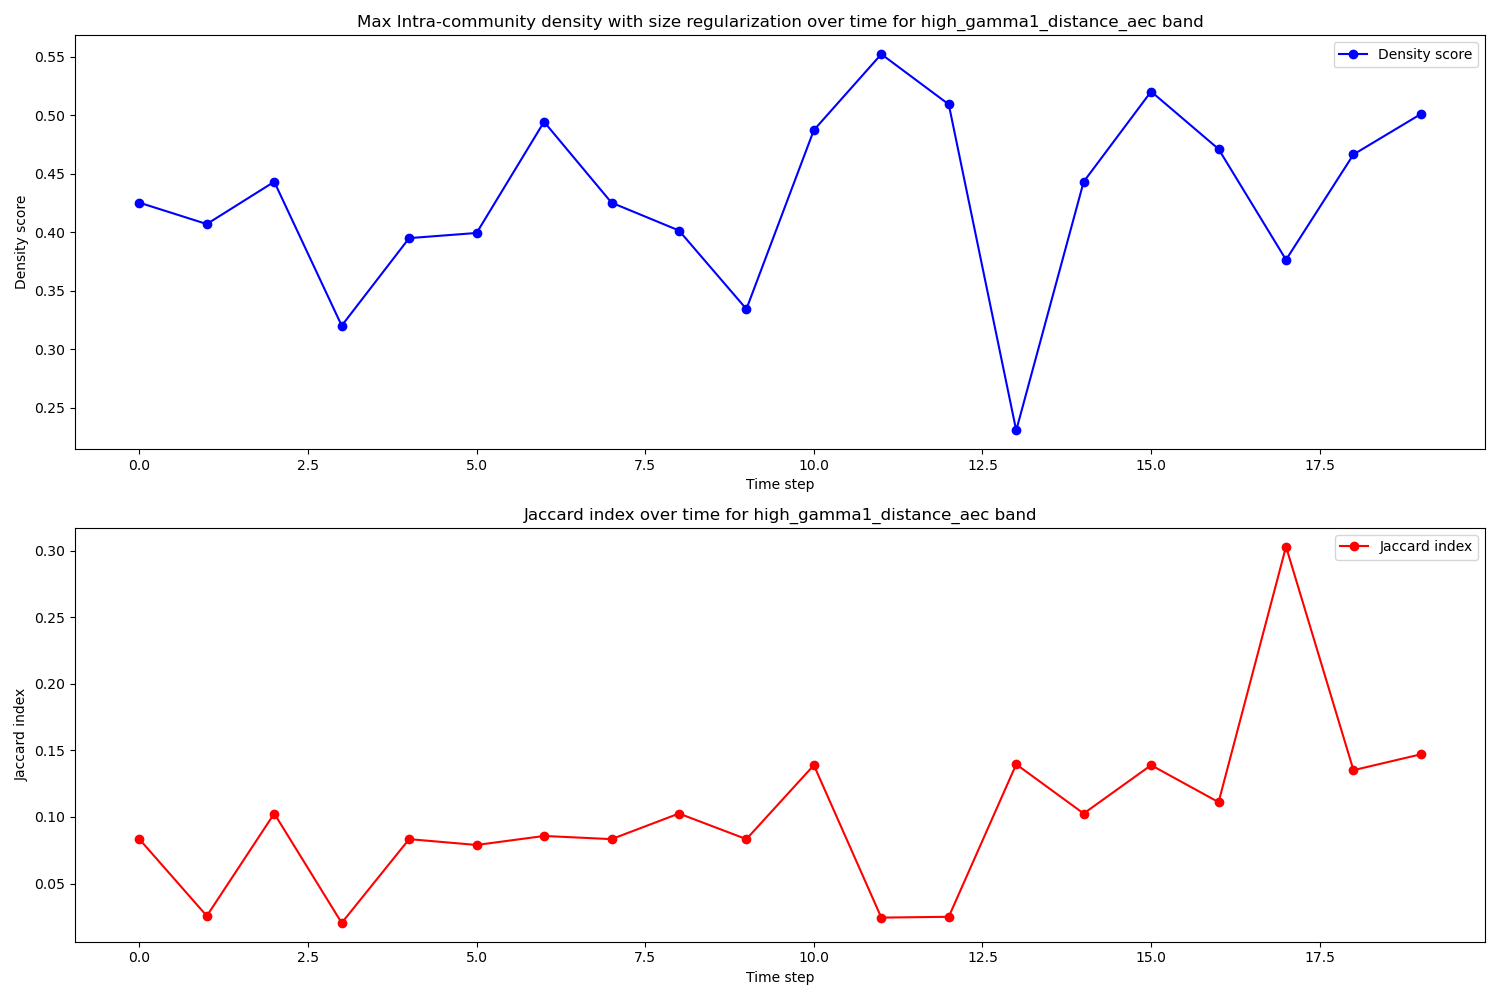 Max Intra-community density with size regularization over time for high_gamma1_distance_aec band
Density score
0.55
0.50
0.45
0.40
0.35
0.30
0.25
Density score
0.0 2.5 5.0 7.5 10.0 12.5 15.0 17.5
Time step
Jaccard index over time for high_gamma1_distance_aec band
Jaccard index
0.30
0.25
0.20
0.15
0.10
0.05
Jaccard index
0.0 2.5 5.0 7.5 10.0 12.5 15.0 17.5
Time step